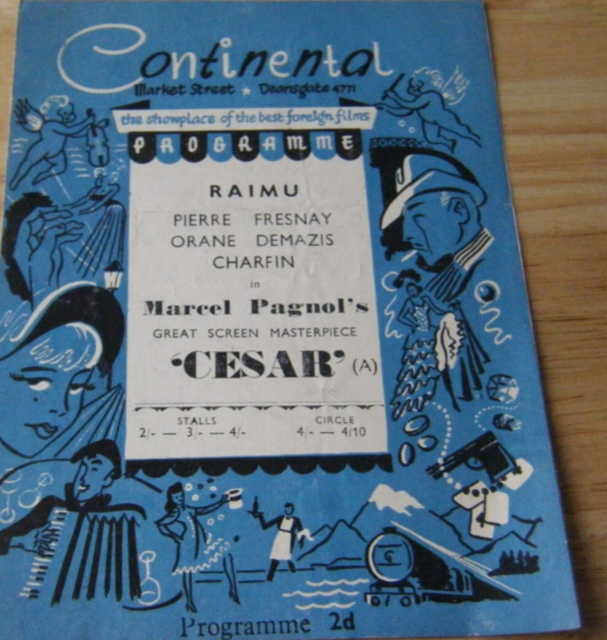 Continental
Market Street ★ Deansgate 4771
the showplace of the best foreign films
PROGRAMME
RAIMU
PIERRE FRESNAY
ORANE DEMAZIS
CHARPIN
in
Marcel Pagnol's
GREAT SCREEN MASTERPIECE
'CESAR' (A)
STALLS CIRCLE
2/- — 3/- — 4/- 4/- — 4/10
Programme 2d